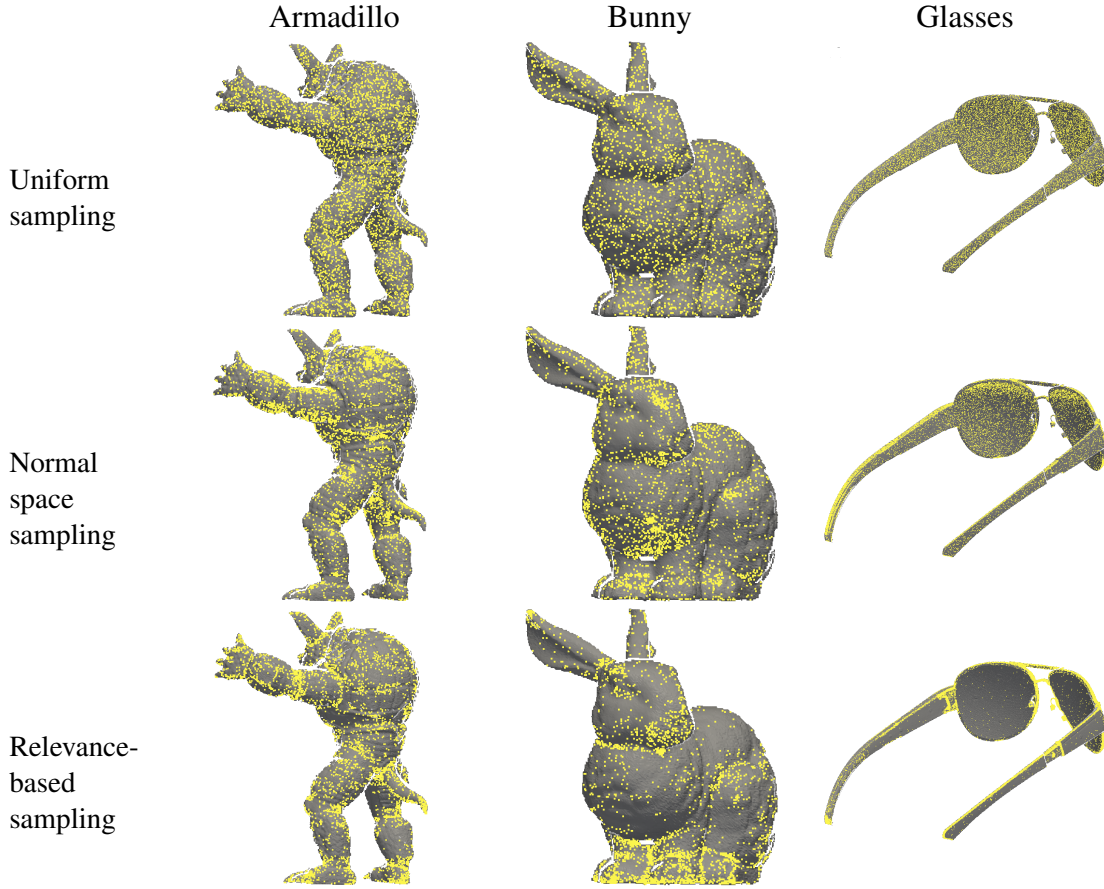 Armadillo Bunny Glasses
Uniform
sampling
Normal
space
sampling
Relevance-
based
sampling